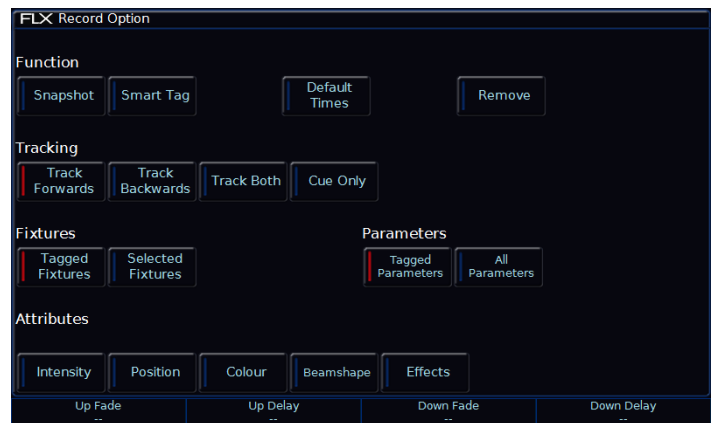 FLX Record Option
Function
Snapshot Smart Tag Default Times Remove
Tracking
Track Forwards Track Backwards Track Both Cue Only
Fixtures Parameters
Tagged Fixtures Selected Fixtures Tagged Parameters All Parameters
Attributes
Intensity Position Colour Beamshape Effects
Up Fade Up Delay Down Fade Down Delay
-- -- -- --